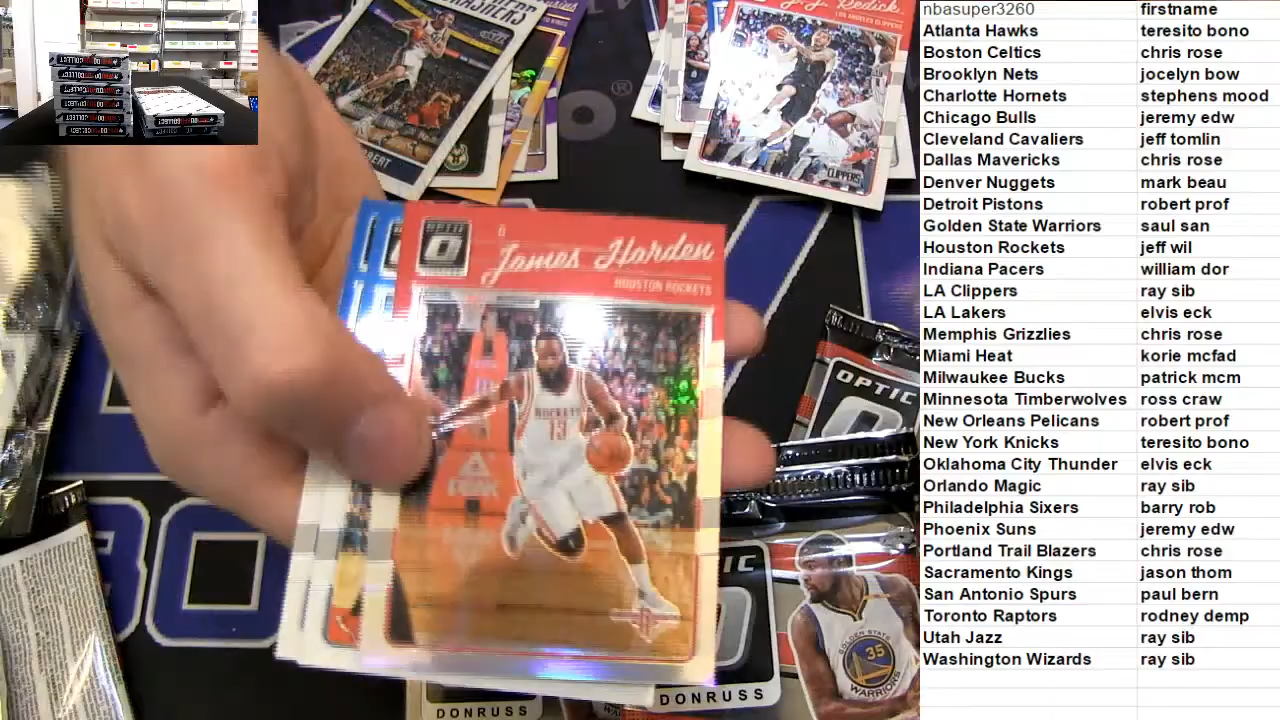 nbasuper3260 firstname
Atlanta Hawks teresito bono
Boston Celtics chris rose
Brooklyn Nets jocelyn bow
Charlotte Hornets stephens mood
Chicago Bulls jeremy edw
Cleveland Cavaliers jeff tomlin
Dallas Mavericks chris rose
Denver Nuggets mark beau
Detroit Pistons robert prof
Golden State Warriors saul san
Houston Rockets jeff wil
Indiana Pacers william dor
LA Clippers ray sib
LA Lakers elvis eck
Memphis Grizzlies chris rose
Miami Heat korie mcfad
Milwaukee Bucks patrick mcm
Minnesota Timberwolves ross craw
New Orleans Pelicans robert prof
New York Knicks teresito bono
Oklahoma City Thunder elvis eck
Orlando Magic ray sib
Philadelphia Sixers barry rob
Phoenix Suns jeremy edw
Portland Trail Blazers chris rose
Sacramento Kings jason thom
San Antonio Spurs paul bern
Toronto Raptors rodney demp
Utah Jazz ray sib
Washington Wizards ray sib
J.J. Redick
LOS ANGELES CLIPPERS
CLIPPERS
James Harden
HOUSTON ROCKETS
ROCKETS
13
OPTIC
GOLDEN STATE
35
WARRIORS
DONRUSS
DONRUSS